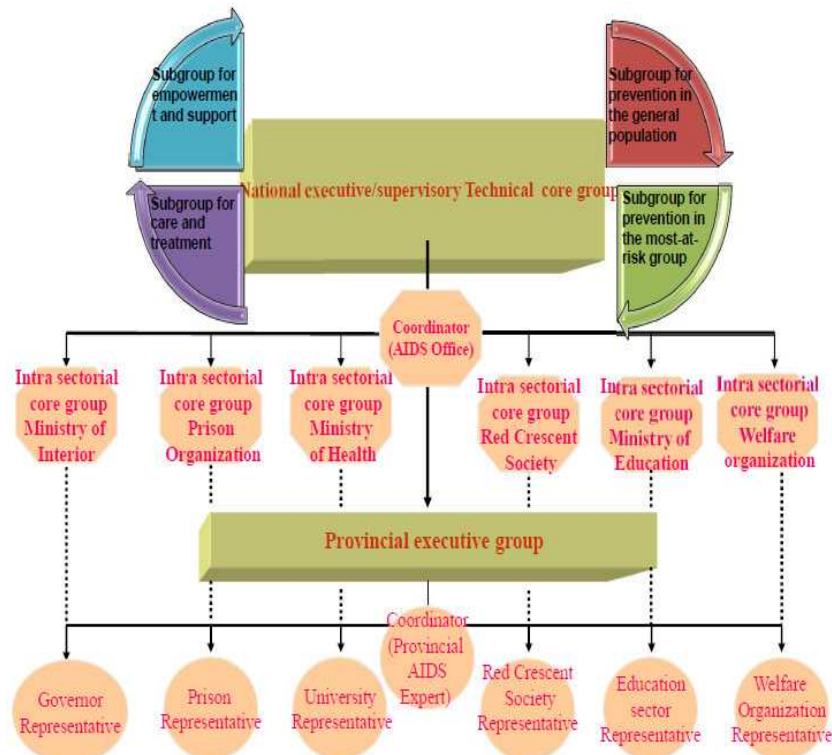 Subgroup for
empowermen
t and support
Subgroup for
prevention in
the general
population
National executive/supervisory Technical core group
Subgroup for
care and
treatment
Subgroup for
prevention in
the most-at-
risk group
Coordinator
(AIDS Office)
Intra sectorial
core group
Ministry of
Interior
Intra sectorial
core group
Prison
Organization
Intra sectorial
core group
Ministry
of Health
Intra sectorial
core group
Red Crescent
Society
Intra sectorial
core group
Ministry of
Education
Intra sectorial
core group
Welfare
organization
Provincial executive group
Coordinator
(Provincial
AIDS
Expert)
Governor
Representative
Prison
Representative
University
Representative
Red Crescent
Society
Representative
Education
sector
Representative
Welfare
Organization
Representative